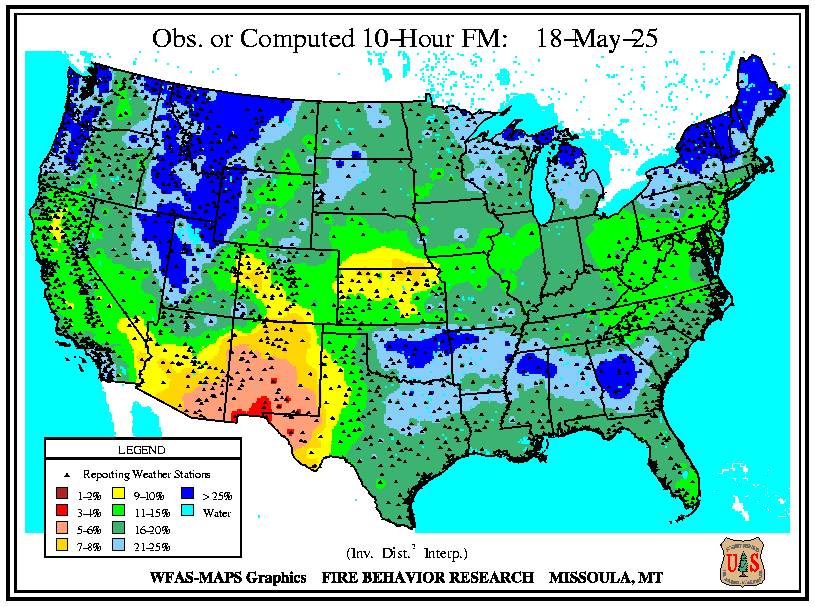 Obs. or Computed 10-Hour FM: 18-May-25
LEGEND
Reporting Weather Stations
1-2% 9-10% > 25%
3-4% 11-15% Water
5-6% 16-20%
7-8% 21-25%
(Inv. Dist.² Interp.)
WFAS-MAPS Graphics FIRE BEHAVIOR RESEARCH MISSOULA, MT
U S